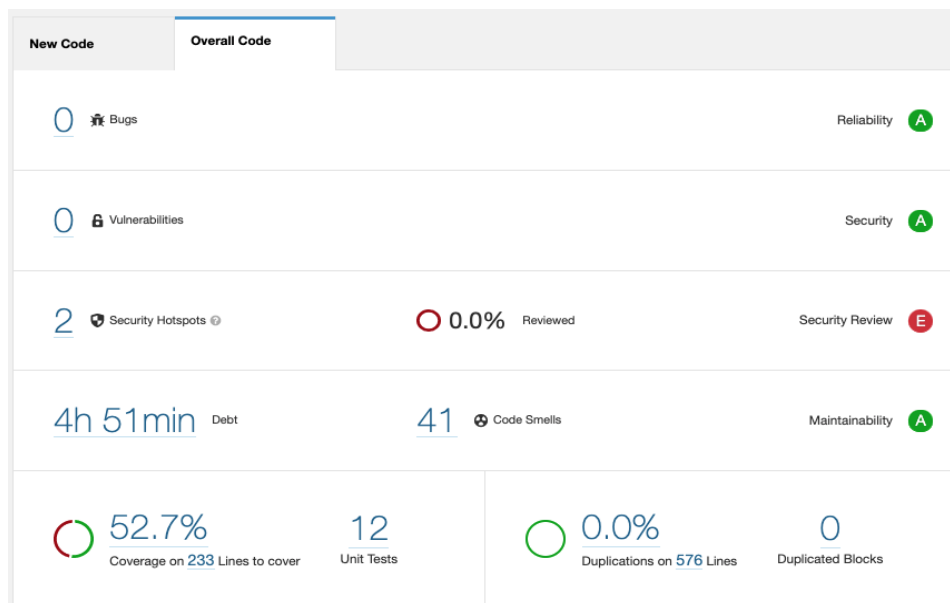 New Code
Overall Code
0 Bugs
Reliability A
0 Vulnerabilities
Security A
2 Security Hotspots ?
0.0% Reviewed
Security Review E
4h 51min Debt
41 Code Smells
Maintainability A
52.7%
Coverage on 233 Lines to cover
12
Unit Tests
0.0%
Duplications on 576 Lines
0
Duplicated Blocks